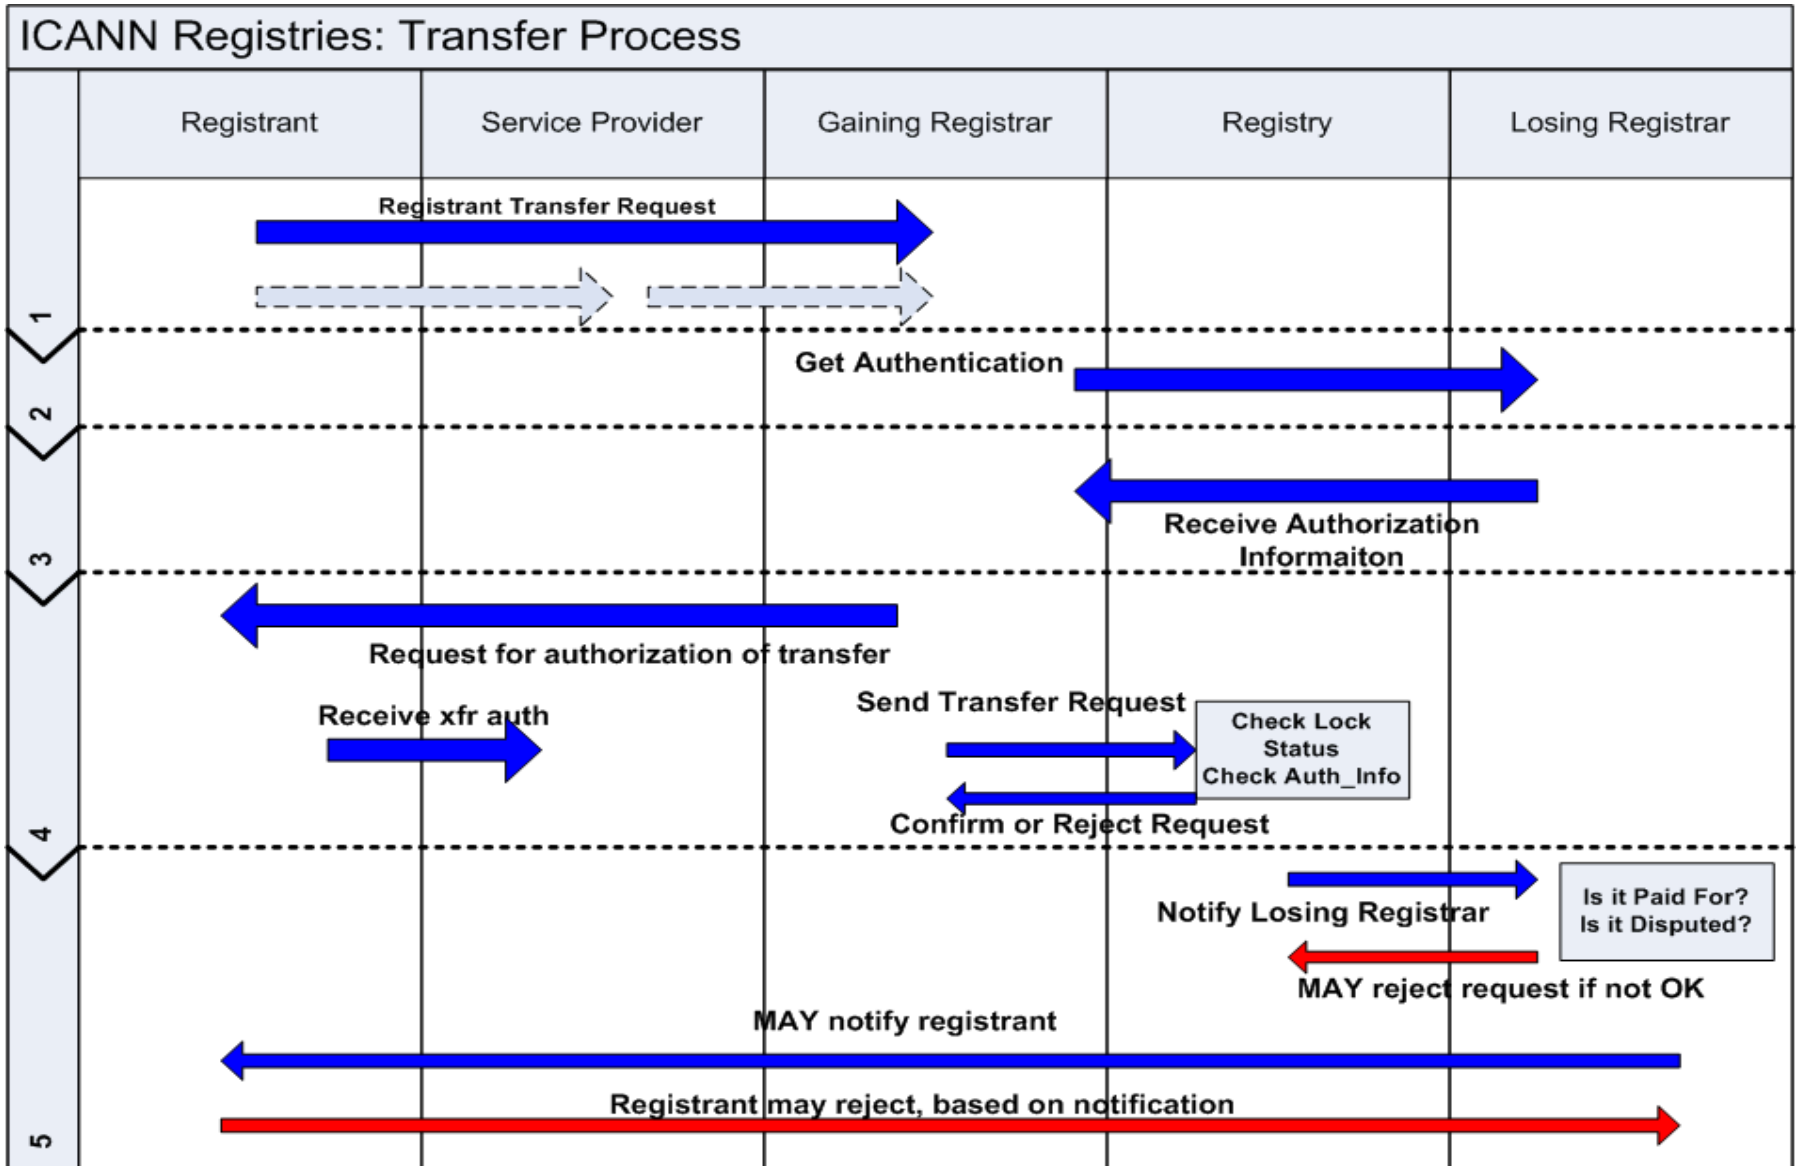 ICANN Registries: Transfer Process
Registrant
Service Provider
Gaining Registrar
Registry
Losing Registrar
1
Registrant Transfer Request
2
Get Authentication
3
Receive Authorization
Informaiton
4
Request for authorization of transfer
Receive xfr auth
Send Transfer Request
Check Lock
Status
Check Auth_Info
Confirm or Reject Request
5
Notify Losing Registrar
Is it Paid For?
Is it Disputed?
MAY reject request if not OK
MAY notify registrant
Registrant may reject, based on notification